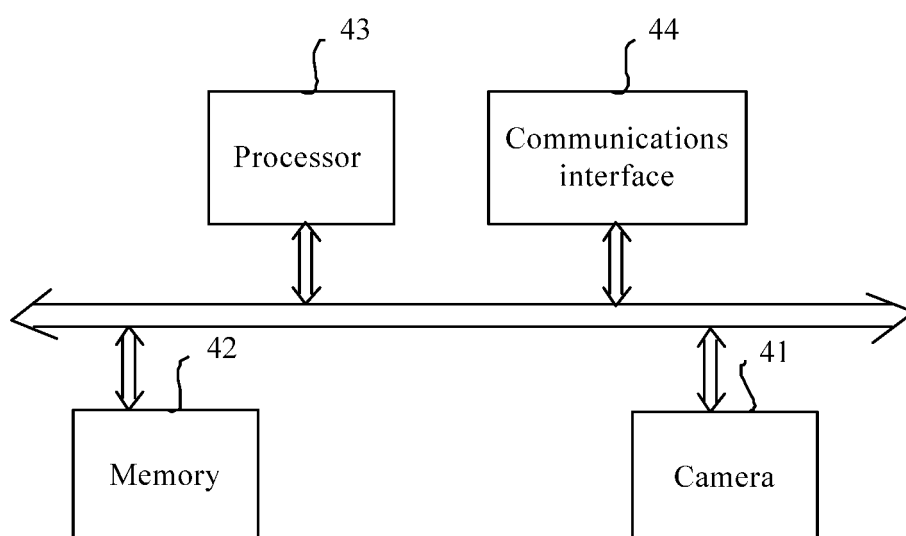 43
44
Processor
Communications
interface
42
41
Memory
Camera